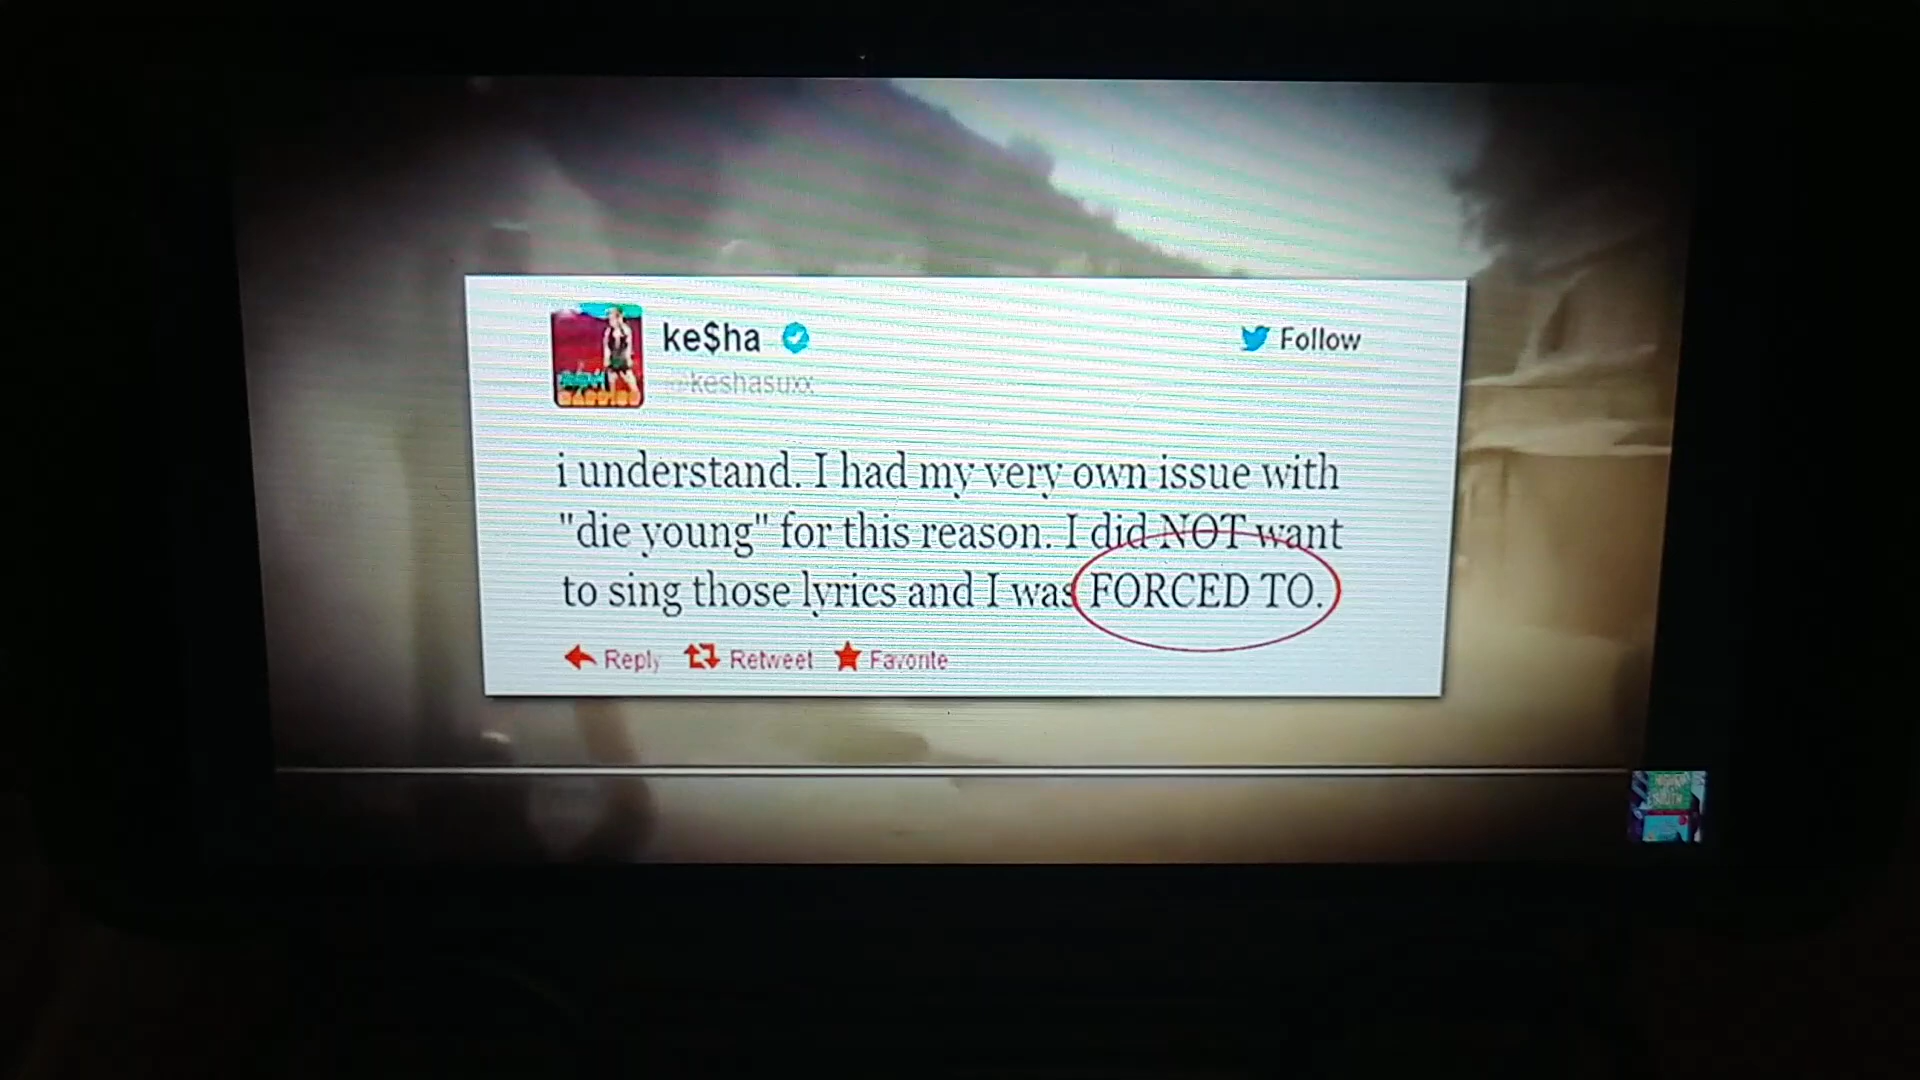 ke$ha
Follow
@keshasuxx
i understand. I had my very own issue with
"die young" for this reason. I did NOT want
to sing those lyrics and I was FORCED TO.
Reply Retweet Favorite